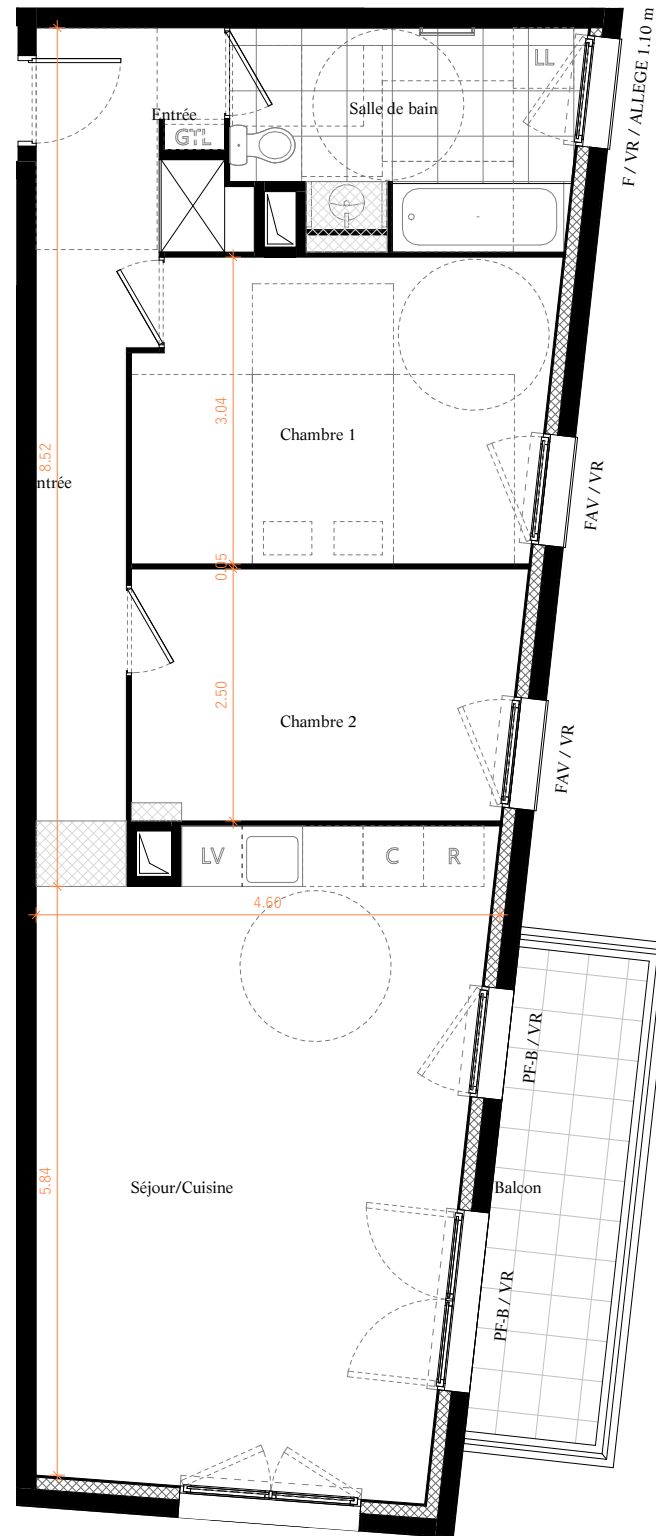 F / VR / ALLEGE 1.10 m
LL
Salle de bain
Entrée
GTL
3.04
Chambre 1
8.52
ntrée
FAV / VR
0.05
2.50
Chambre 2
FAV / VR
LV
C
R
4.60
PF-B / VR
5.84
Séjour/Cuisine
Balcon
PF-B / VR